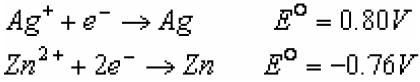 Ag⁺ + e⁻ → Ag E° = 0.80V
Zn²⁺ + 2e⁻ → Zn E° = −0.76V